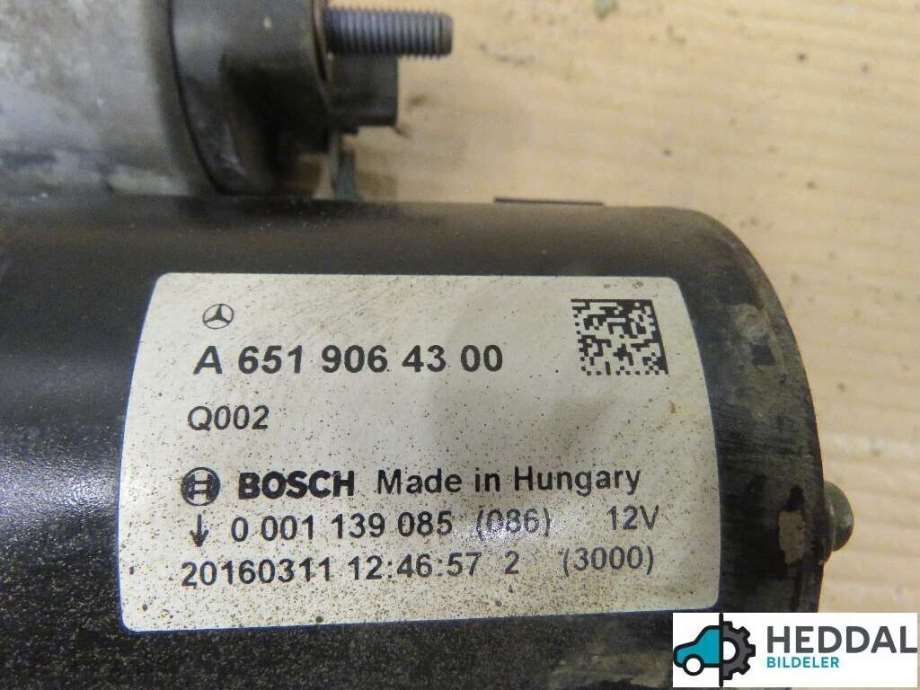 A 651 906 43 00
Q002
BOSCH Made in Hungary
0 001 139 085 (086) 12V
20160311 12:46:57 2 (3000)
HEDDAL
BILDELER